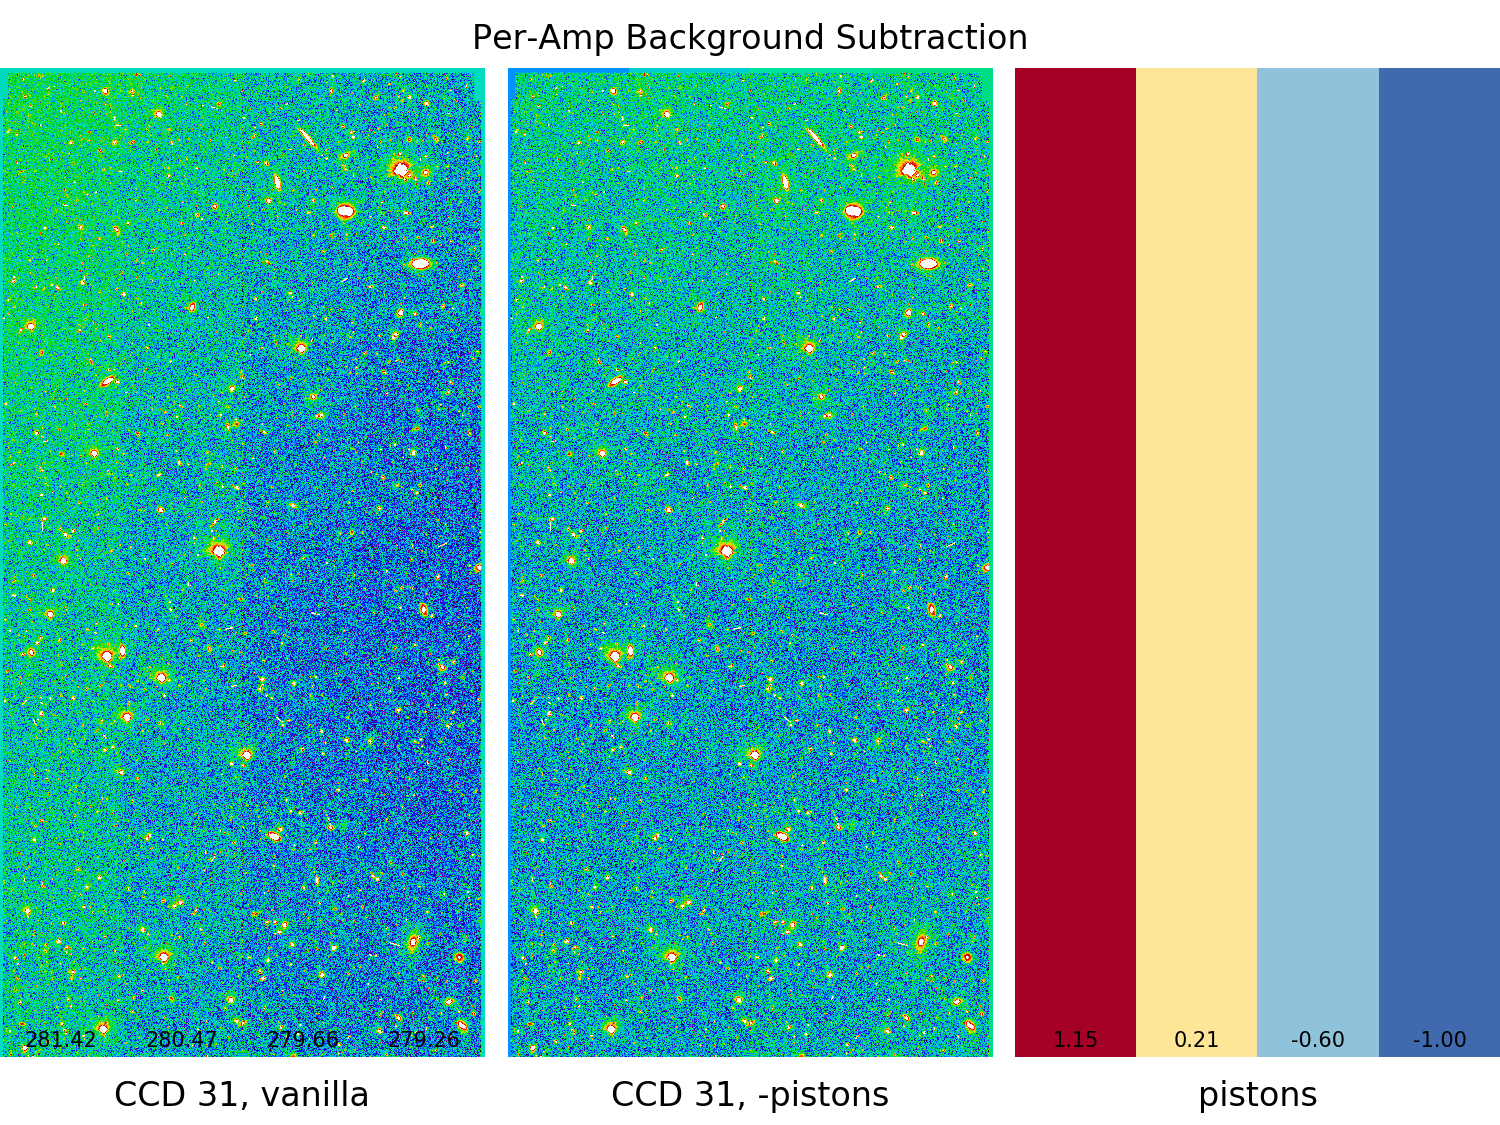 Per-Amp Background Subtraction
281.42 280.47 279.66 279.26
1.15 0.21 -0.60 -1.00
CCD 31, vanilla
CCD 31, -pistons
pistons